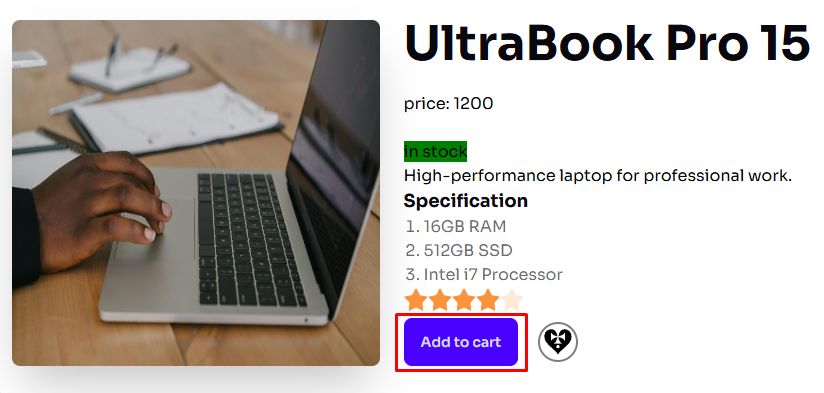 UltraBook Pro 15
price: 1200
in stock
High-performance laptop for professional work.
Specification
1. 16GB RAM
2. 512GB SSD
3. Intel i7 Processor
Add to cart